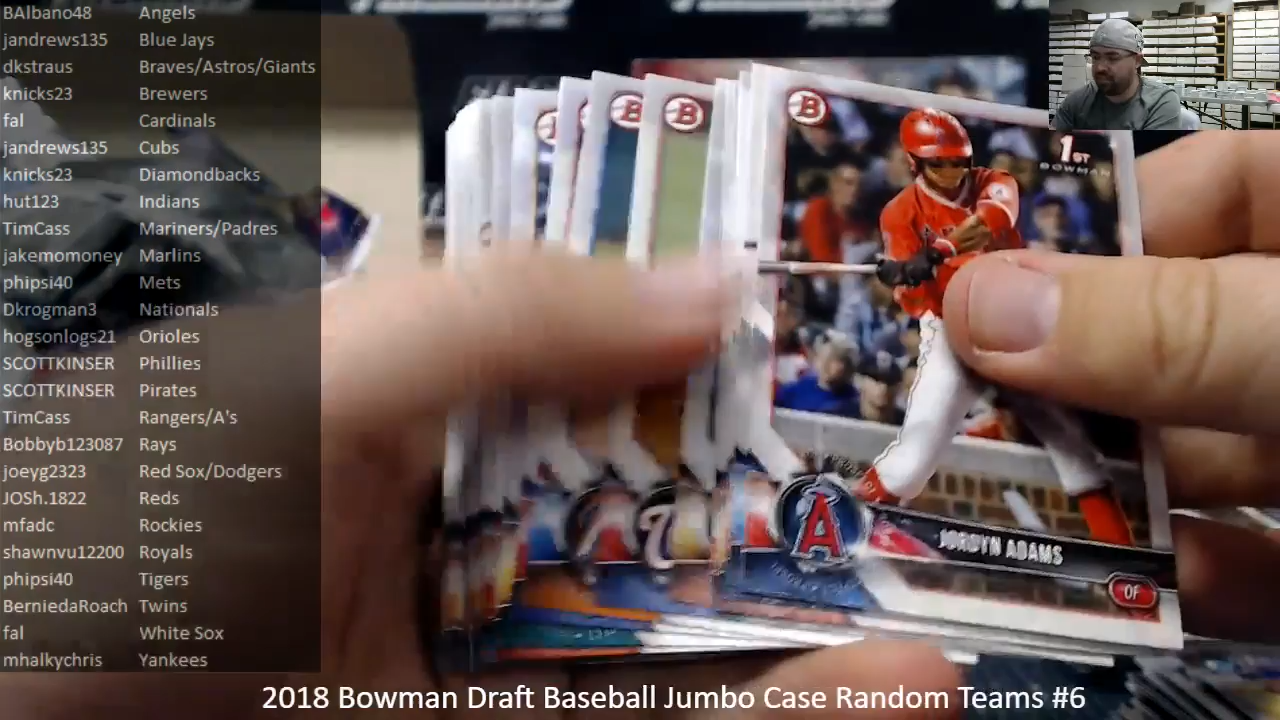 BAlbano48 Angels
jandrews135 Blue Jays
dkstraus Braves/Astros/Giants
knicks23 Brewers
fal Cardinals
jandrews135 Cubs
knicks23 Diamondbacks
hut123 Indians
TimCass Mariners/Padres
jakemomoney Marlins
phipsi40 Mets
Dkrogman3 Nationals
hogsonlogs21 Orioles
SCOTTKINSER Phillies
SCOTTKINSER Pirates
TimCass Rangers/A's
Bobbyb123087 Rays
joeyg2323 Red Sox/Dodgers
JOSh.1822 Reds
mfadc Rockies
shawnvu12200 Royals
phipsi40 Tigers
BerniedaRoach Twins
fal White Sox
mhalkychris Yankees
B
B
B
1ST
BOWMAN
A
JORDYN ADAMS
OF
2018 Bowman Draft Baseball Jumbo Case Random Teams #6